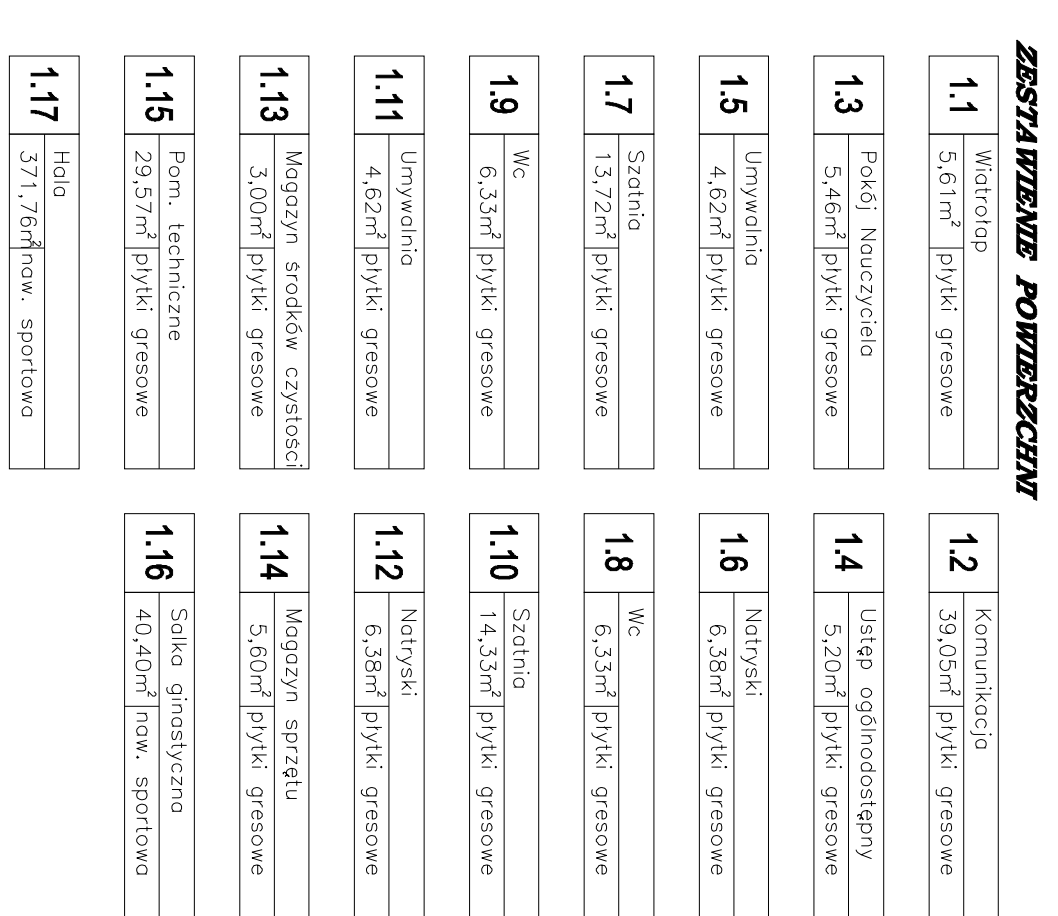 ZESTAWIENIE POWIERZCHNI
1.1
Wiatrołap
5,61m² płytki gresowe
1.2
Komunikacja
39,05m² płytki gresowe
1.3
Pokój Nauczyciela
5,46m² płytki gresowe
1.4
Ustęp ogólnodostępny
5,20m² płytki gresowe
1.5
Umywalnia
4,62m² płytki gresowe
1.6
Natryski
6,38m² płytki gresowe
1.7
Szatnia
13,72m² płytki gresowe
1.8
Wc
6,33m² płytki gresowe
1.9
Wc
6,33m² płytki gresowe
1.10
Szatnia
14,33m² płytki gresowe
1.11
Umywalnia
4,62m² płytki gresowe
1.12
Natryski
6,38m² płytki gresowe
1.13
Magazyn środków czystości
3,00m² płytki gresowe
1.14
Magazyn sprzętu
5,60m² płytki gresowe
1.15
Pom. techniczne
29,57m² płytki gresowe
1.16
Salka ginastyczna
40,40m² naw. sportowa
1.17
Hala
371,76m² naw. sportowa